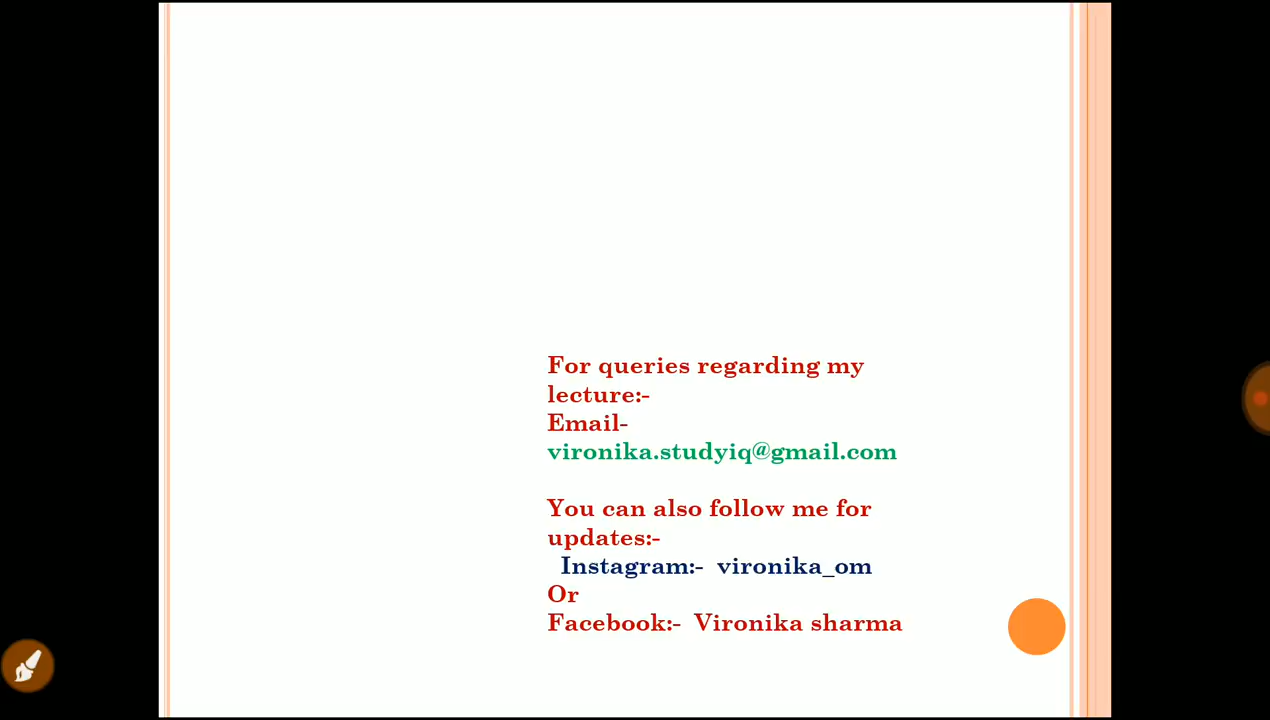 For queries regarding my
lecture:-
Email-
vironika.studyiq@gmail.com
You can also follow me for
updates:-
Instagram:- vironika_om
Or
Facebook:- Vironika sharma